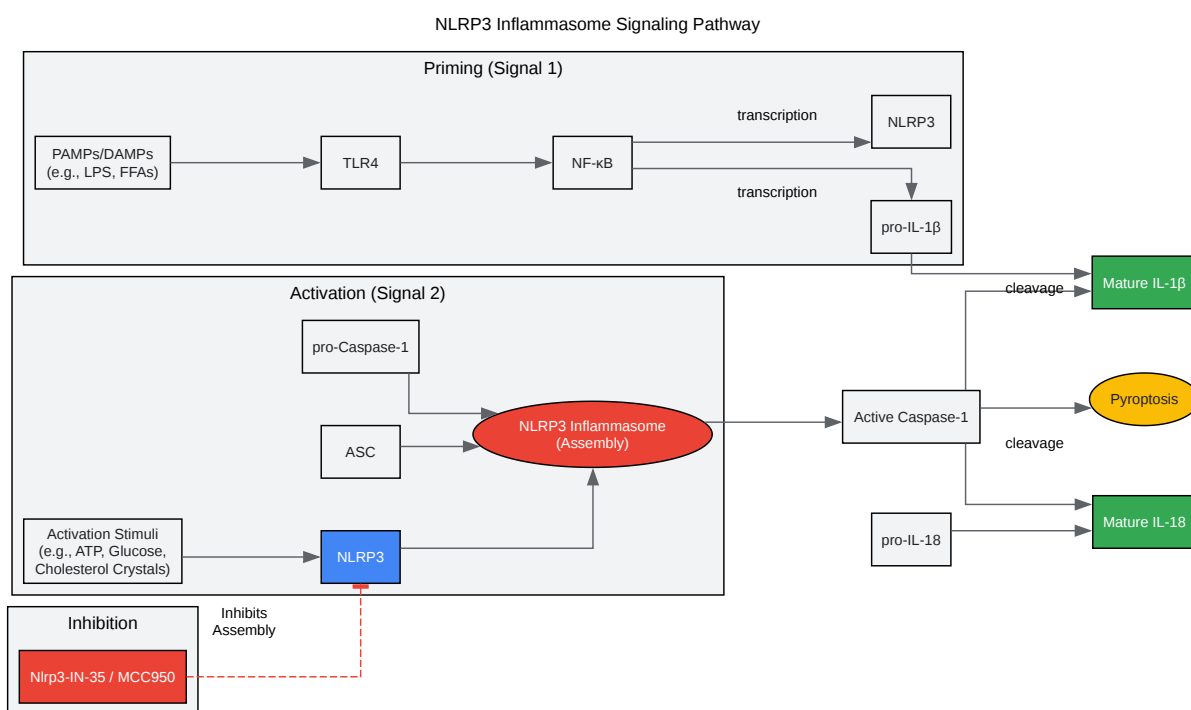 NLRP3 Inflammasome Signaling Pathway
Priming (Signal 1)
PAMPs/DAMPs
(e.g., LPS, FFAs)
TLR4
NF-κB
transcription
transcription
NLRP3
pro-IL-1β
Activation (Signal 2)
pro-Caspase-1
ASC
Activation Stimuli
(e.g., ATP, Glucose,
Cholesterol Crystals)
NLRP3
NLRP3 Inflammasome
(Assembly)
Active Caspase-1
pro-IL-18
cleavage
cleavage
Mature IL-1β
Pyroptosis
Mature IL-18
Inhibition
Nlrp3-IN-35 / MCC950
Inhibits
Assembly